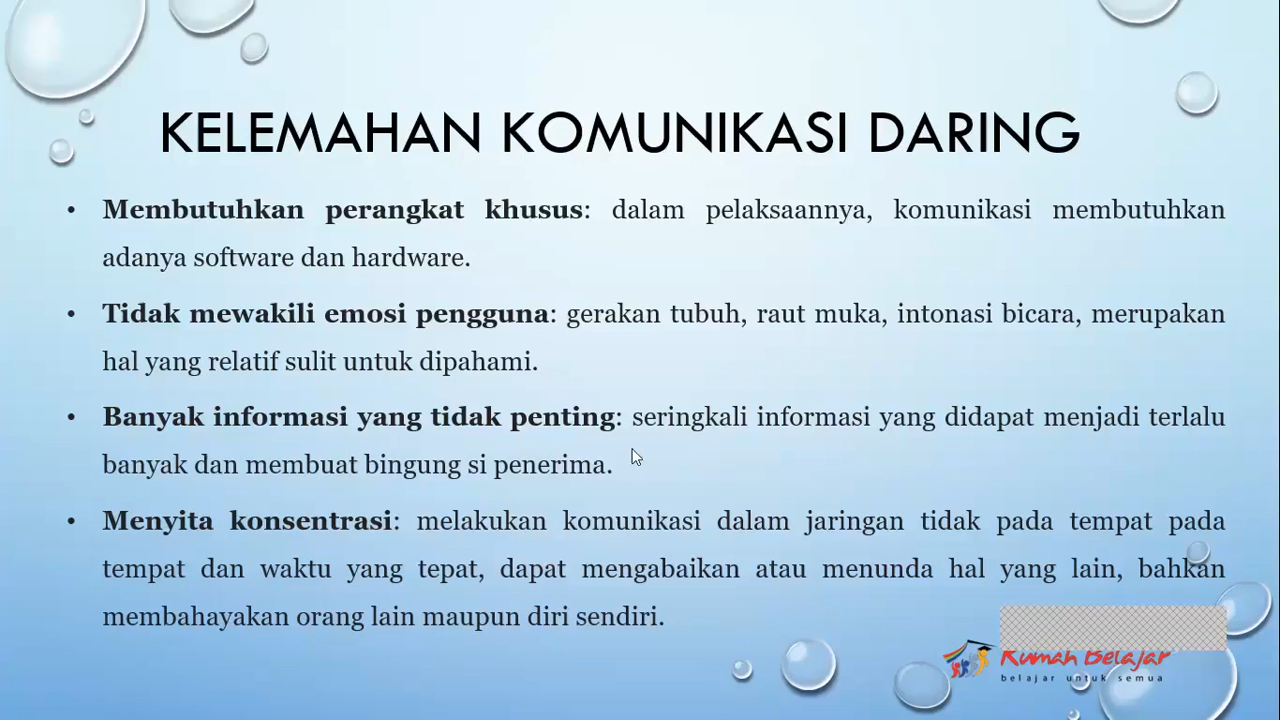 KELEMAHAN KOMUNIKASI DARING
• Membutuhkan perangkat khusus: dalam pelaksaannya, komunikasi membutuhkan
adanya software dan hardware.
• Tidak mewakili emosi pengguna: gerakan tubuh, raut muka, intonasi bicara, merupakan
hal yang relatif sulit untuk dipahami.
• Banyak informasi yang tidak penting: seringkali informasi yang didapat menjadi terlalu
banyak dan membuat bingung si penerima.
• Menyita konsentrasi: melakukan komunikasi dalam jaringan tidak pada tempat pada
tempat dan waktu yang tepat, dapat mengabaikan atau menunda hal yang lain, bahkan
membahayakan orang lain maupun diri sendiri.
Rumah Belajar
belajar untuk semua